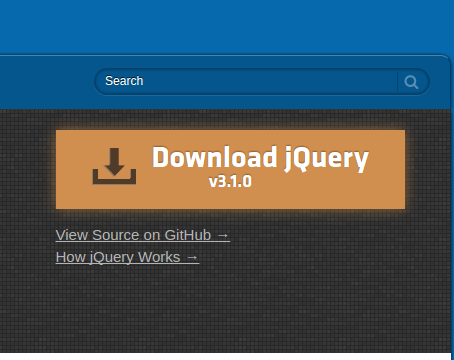 Search
Download jQuery
v3.1.0
View Source on GitHub →
How jQuery Works →